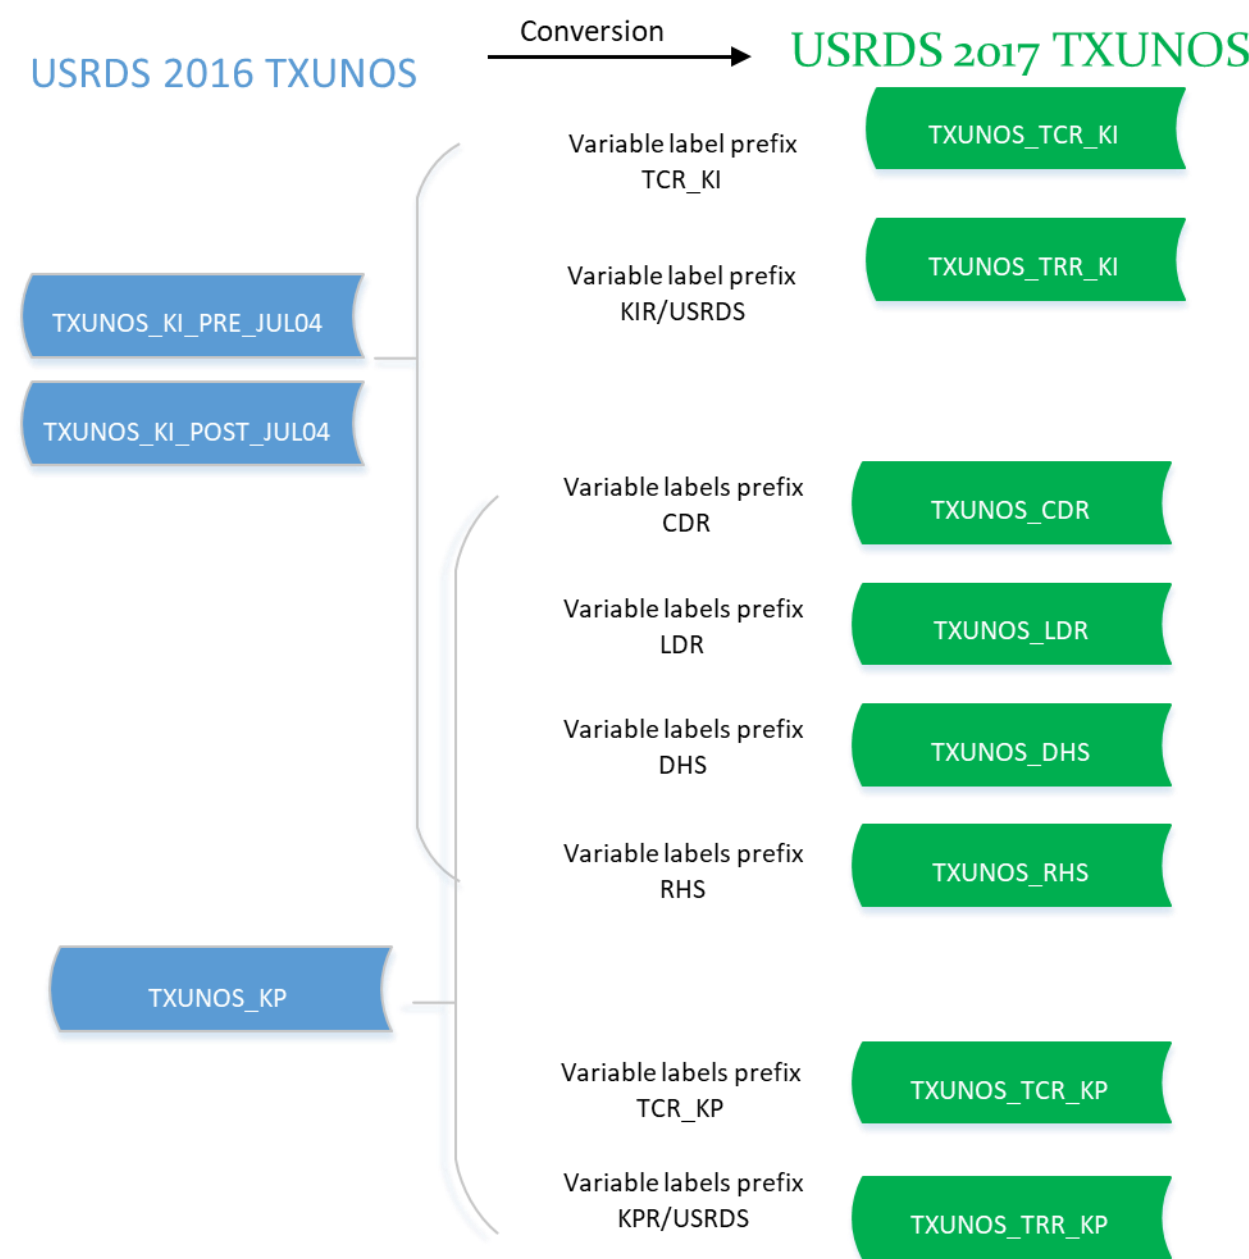 USRDS 2016 TXUNOS
Conversion
USRDS 2017 TXUNOS
Variable label prefix
TCR_KI
TXUNOS_TCR_KI
Variable label prefix
KIR/USRDS
TXUNOS_TRR_KI
TXUNOS_KI_PRE_JUL04
TXUNOS_KI_POST_JUL04
Variable labels prefix
CDR
TXUNOS_CDR
Variable labels prefix
LDR
TXUNOS_LDR
Variable labels prefix
DHS
TXUNOS_DHS
Variable labels prefix
RHS
TXUNOS_RHS
TXUNOS_KP
Variable labels prefix
TCR_KP
TXUNOS_TCR_KP
Variable labels prefix
KPR/USRDS
TXUNOS_TRR_KP